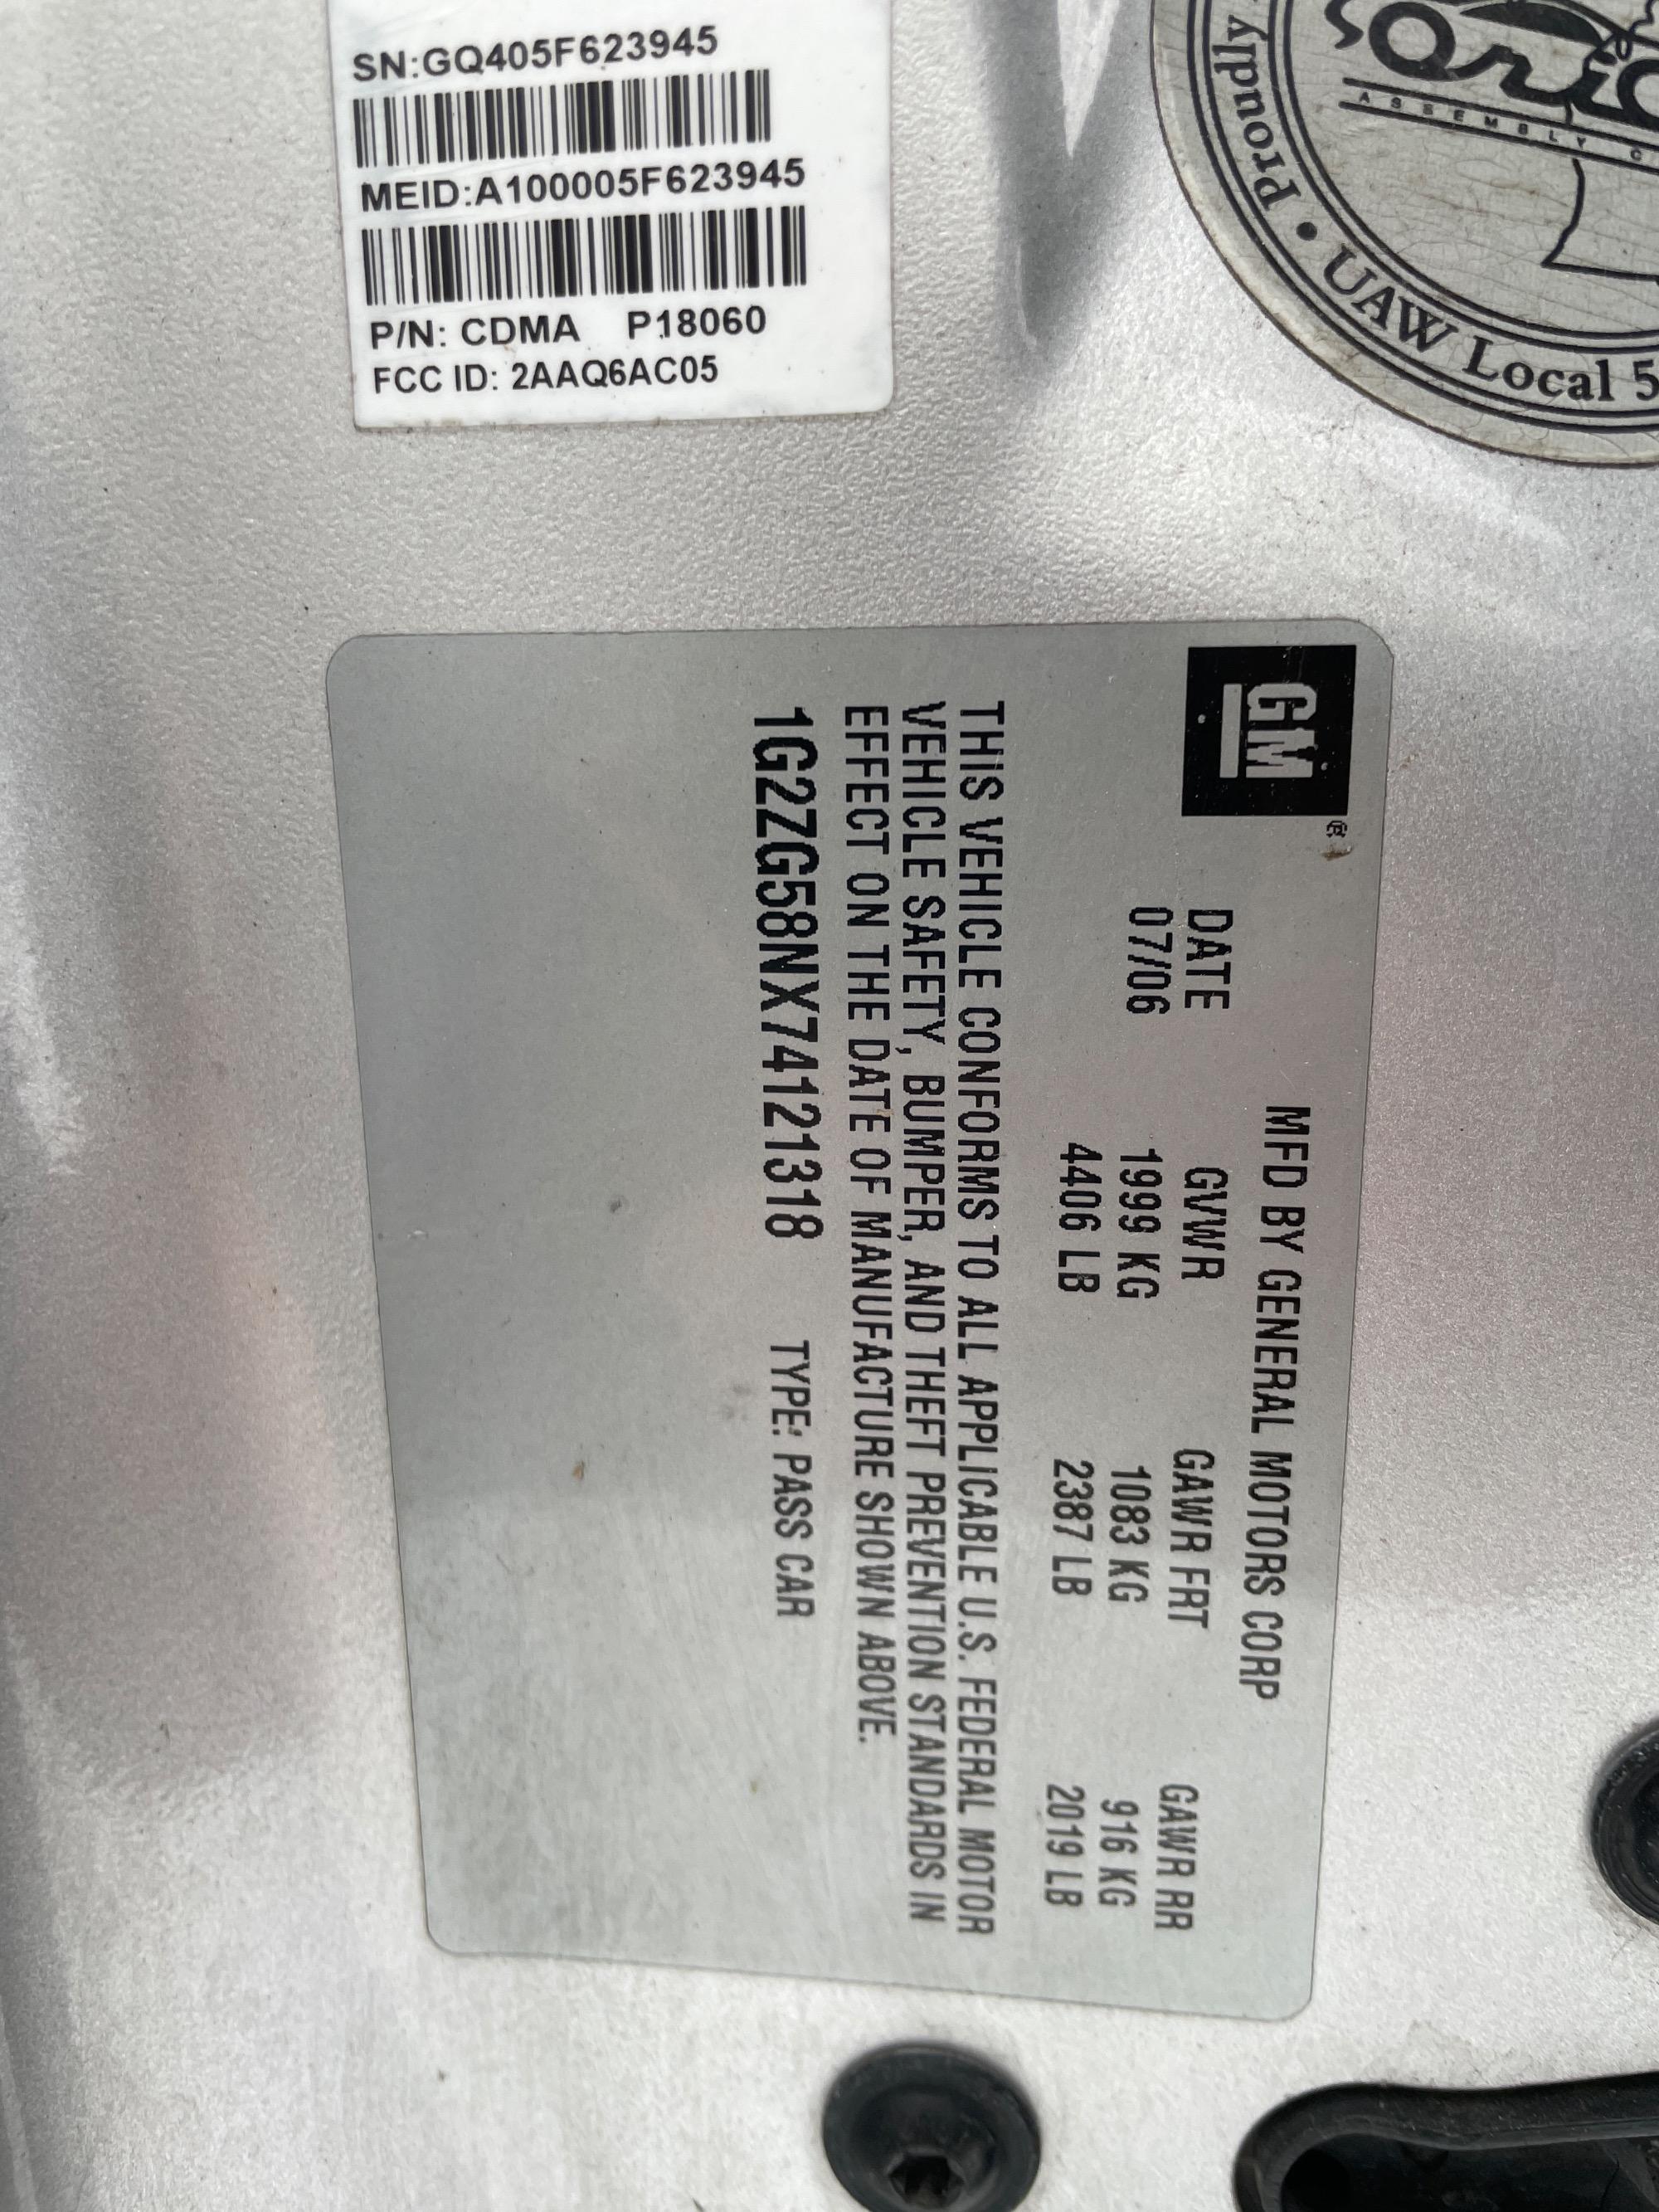 SN:GQ405F623945
MEID:A100005F623945
P/N: CDMA P18060
FCC ID: 2AAQ6AC05
ASSEMBLY
Proudly • UAW Local 5
GM®
MFD BY GENERAL MOTORS CORP
DATE GVWR GAWR FRT GAWR RR
07/06 1999 KG 1083 KG 916 KG
4406 LB 2387 LB 2019 LB
THIS VEHICLE CONFORMS TO ALL APPLICABLE U.S. FEDERAL MOTOR
VEHICLE SAFETY, BUMPER, AND THEFT PREVENTION STANDARDS IN
EFFECT ON THE DATE OF MANUFACTURE SHOWN ABOVE.
1G2ZG58NX74121318 TYPE: PASS CAR